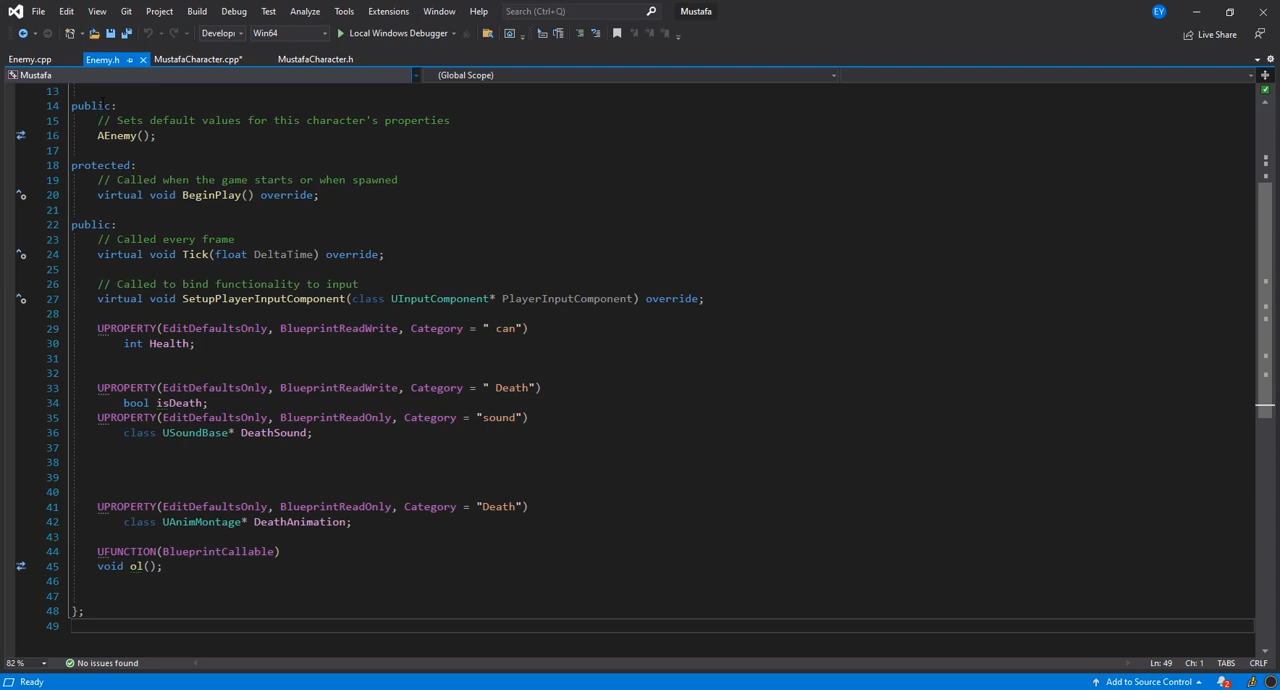 File Edit View Git Project Build Debug Test Analyze Tools Extensions Window Help Search (Ctrl+Q) Mustafa EY
Develop Win64 Local Windows Debugger Live Share
Enemy.cpp Enemy.h MustafaCharacter.cpp* MustafaCharacter.h
Mustafa (Global Scope)
13
14 public:
15 // Sets default values for this character's properties
16 AEnemy();
17
18 protected:
19 // Called when the game starts or when spawned
20 virtual void BeginPlay() override;
21
22 public:
23 // Called every frame
24 virtual void Tick(float DeltaTime) override;
25
26 // Called to bind functionality to input
27 virtual void SetupPlayerInputComponent(class UInputComponent* PlayerInputComponent) override;
28
29 UPROPERTY(EditDefaultsOnly, BlueprintReadWrite, Category = " can")
30 int Health;
31
32
33 UPROPERTY(EditDefaultsOnly, BlueprintReadWrite, Category = " Death")
34 bool isDeath;
35 UPROPERTY(EditDefaultsOnly, BlueprintReadOnly, Category = "sound")
36 class USoundBase* DeathSound;
37
38
39
40
41 UPROPERTY(EditDefaultsOnly, BlueprintReadOnly, Category = "Death")
42 class UAnimMontage* DeathAnimation;
43
44 UFUNCTION(BlueprintCallable)
45 void ol();
46
47
48 };
49
82 % No issues found Ln: 49 Ch: 1 TABS CRLF
Ready Add to Source Control 2